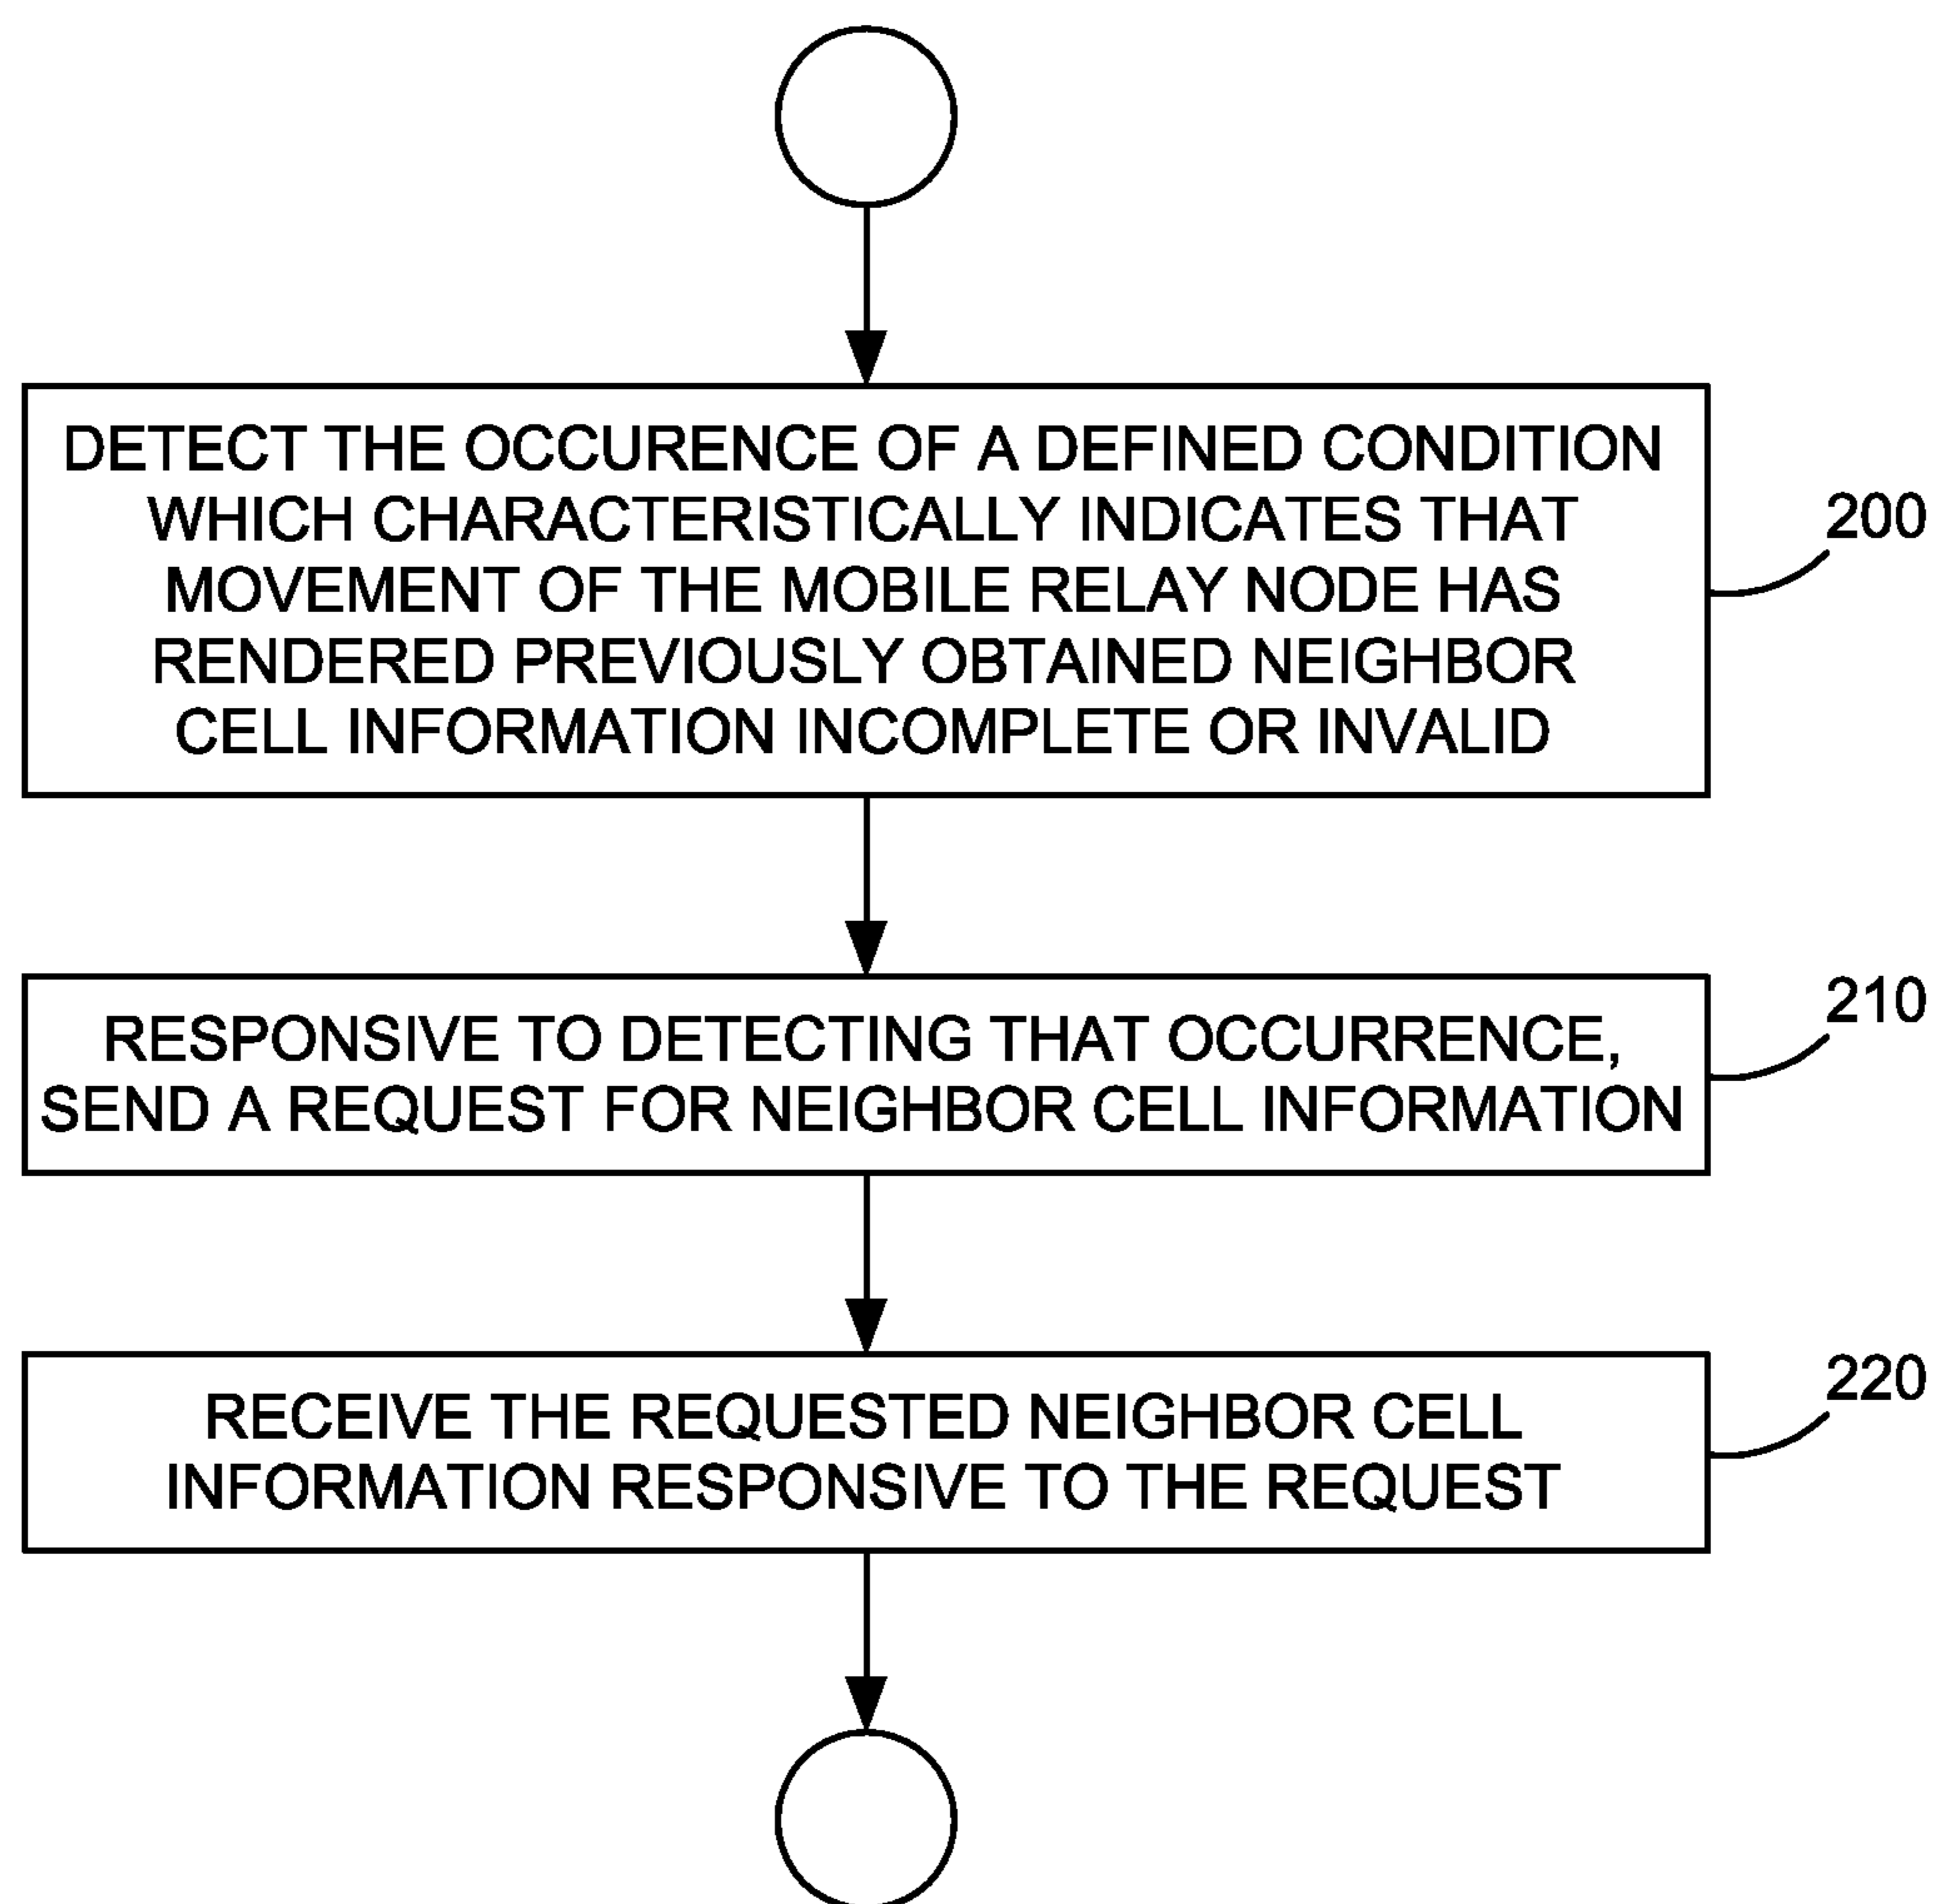 DETECT THE OCCURENCE OF A DEFINED CONDITION
WHICH CHARACTERISTICALLY INDICATES THAT
MOVEMENT OF THE MOBILE RELAY NODE HAS
RENDERED PREVIOUSLY OBTAINED NEIGHBOR
CELL INFORMATION INCOMPLETE OR INVALID
200
RESPONSIVE TO DETECTING THAT OCCURRENCE,
SEND A REQUEST FOR NEIGHBOR CELL INFORMATION
210
RECEIVE THE REQUESTED NEIGHBOR CELL
INFORMATION RESPONSIVE TO THE REQUEST
220